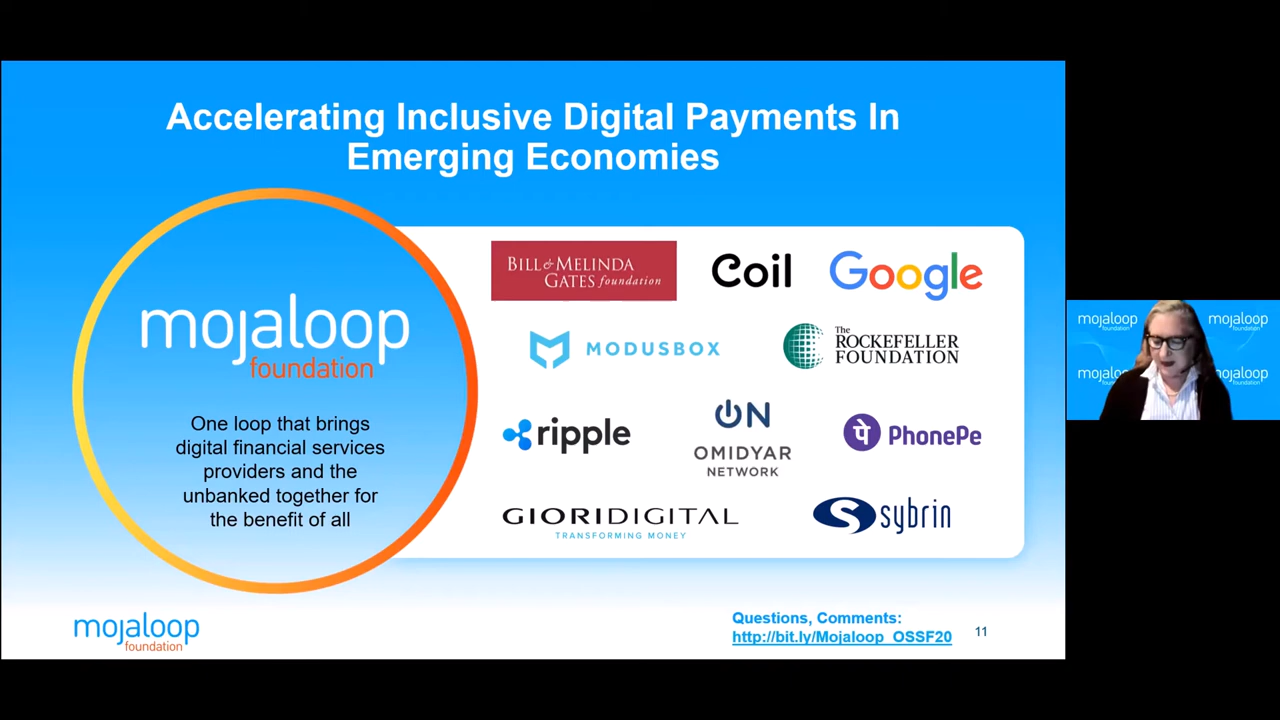 Accelerating Inclusive Digital Payments In
Emerging Economies
mojaloop
foundation
One loop that brings
digital financial services
providers and the
unbanked together for
the benefit of all
BILL & MELINDA
GATES foundation
Coil
Google
MODUSBOX
The
ROCKEFELLER
FOUNDATION
ripple
ON
OMIDYAR
NETWORK
पे PhonePe
GIORIDIGITAL
TRANSFORMING MONEY
S sybrin
mojaloop
foundation
Questions, Comments:
http://bit.ly/Mojaloop_OSSF20
11
mojaloop
foundation
mojaloop
foundation
mojaloop
foundation